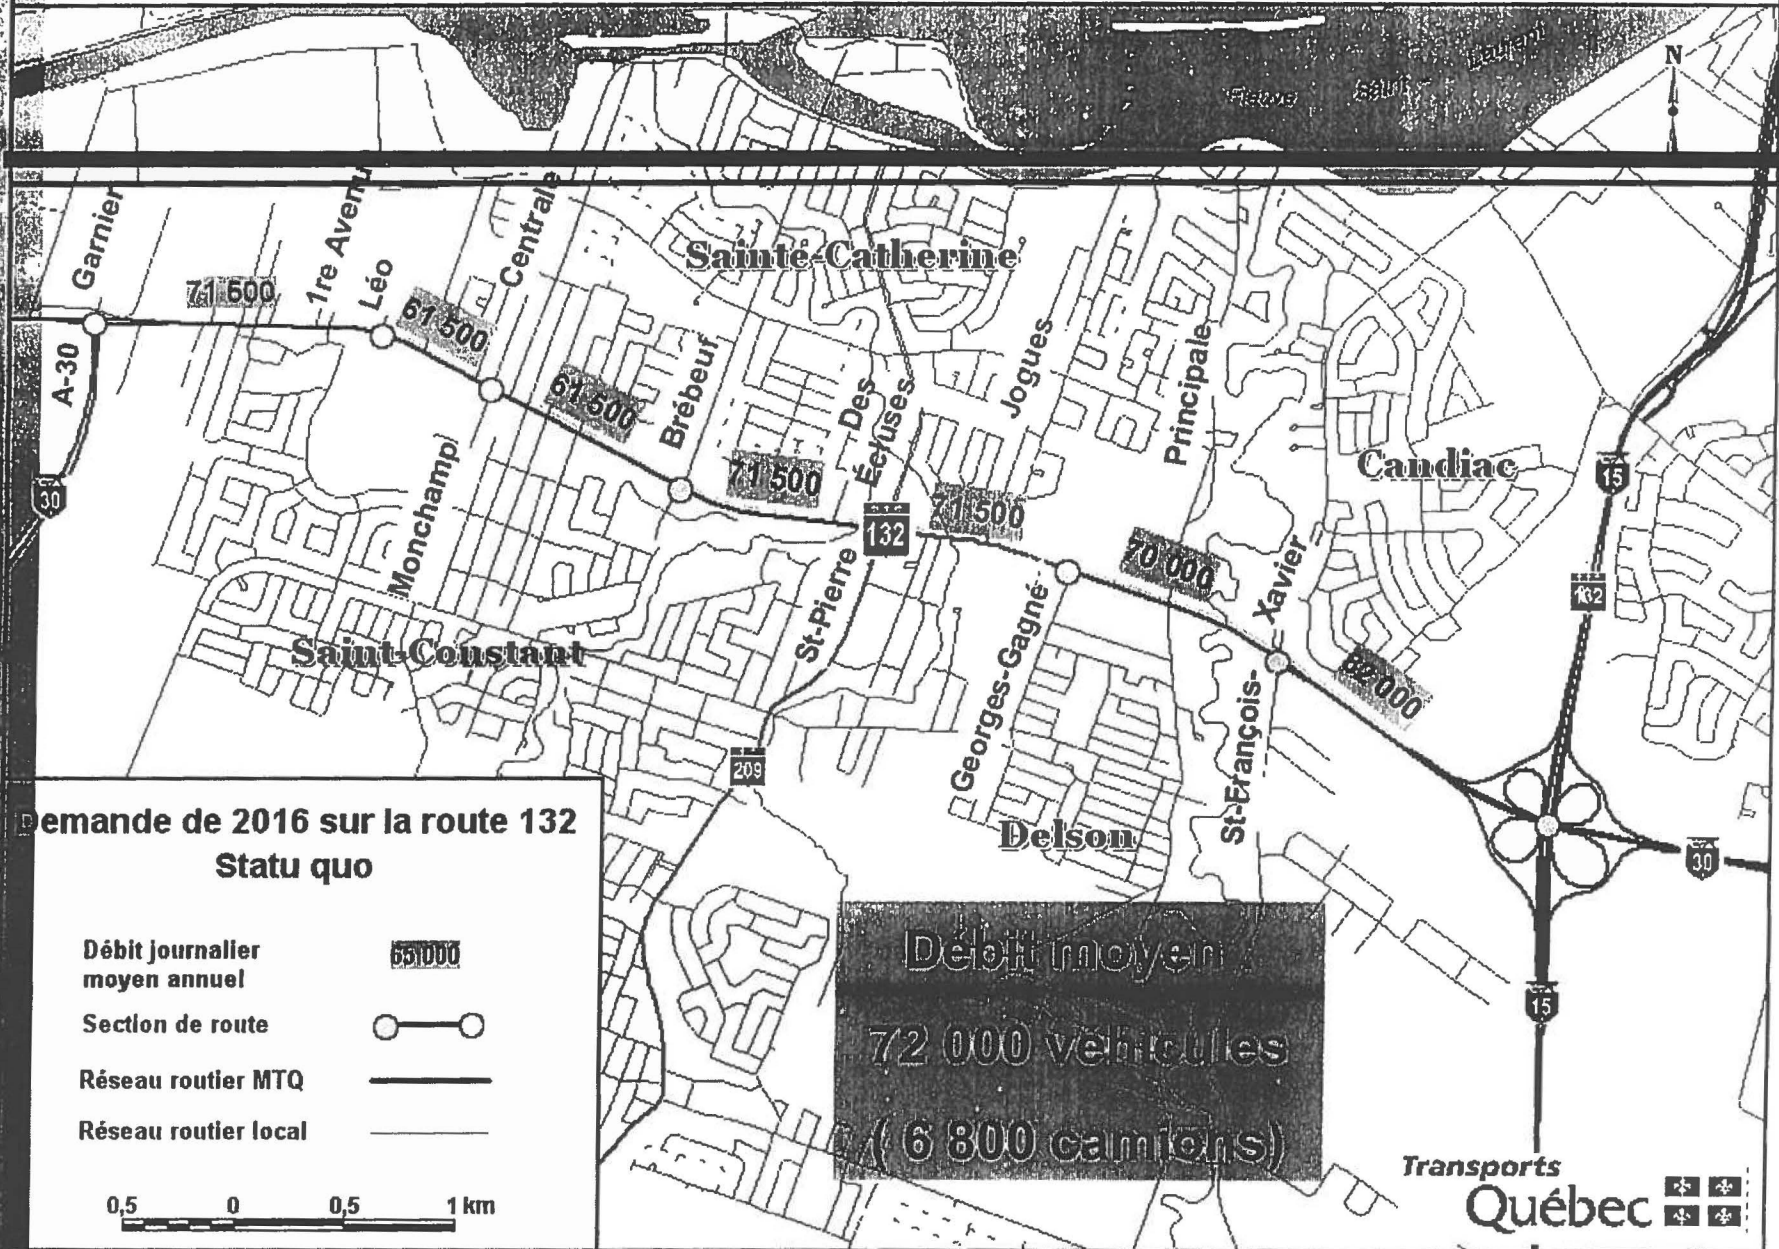 Fleuve Saint - Laurent
N
Garnier
1re Avenu
Léo
Centrale
Sainte-Catherine
71 500
61 500
61 500
Brébeuf
71 500
Des
Écluses
Jogues
71 500
Principale
Candiac
15
A-30
30
Monchamp
132
St-Pierre
70 000
Xavier
132
Saint-Constant
Georges-Gagné
St-François-
82 000
209
Delson
30
15
Demande de 2016 sur la route 132
Statu quo
Débit journalier
moyen annuel
65 000
Section de route
Réseau routier MTQ
Réseau routier local
0,5 0 0,5 1 km
Débit moyen :
72 000 véhicules
( 6 800 camions)
Transports
Québec